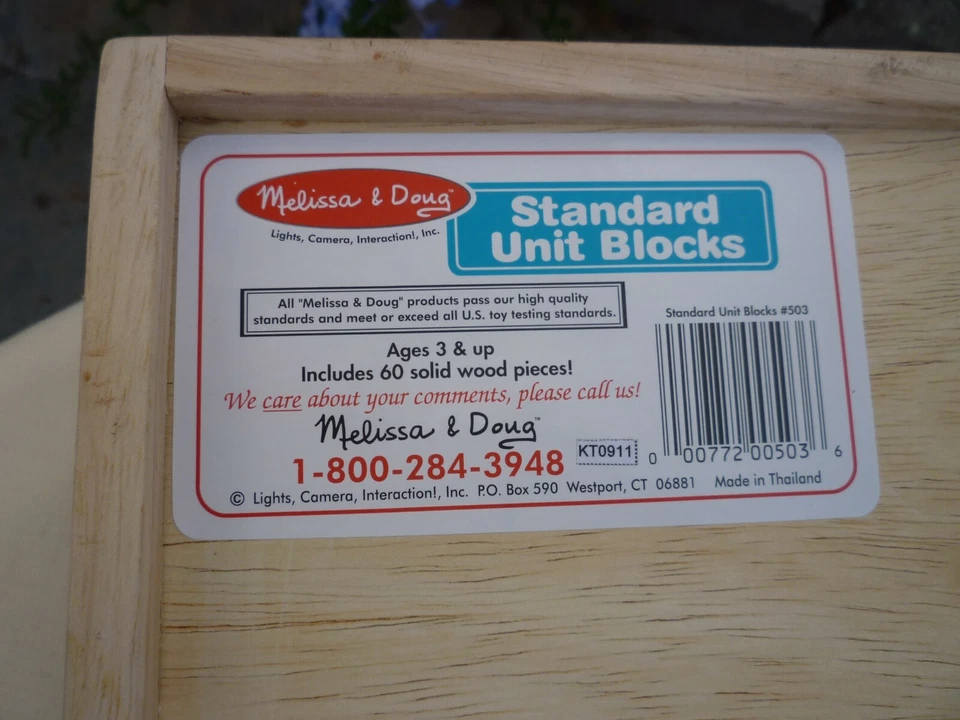 Melissa & Doug™
Lights, Camera, Interaction!, Inc.
Standard
Unit Blocks
All "Melissa & Doug" products pass our high quality
standards and meet or exceed all U.S. toy testing standards.
Standard Unit Blocks #503
Ages 3 & up
Includes 60 solid wood pieces!
We care about your comments, please call us!
Melissa & Doug™
KT0911
0 00772 00503 6
1-800-284-3948
© Lights, Camera, Interaction!, Inc. P.O. Box 590 Westport, CT 06881 Made in Thailand